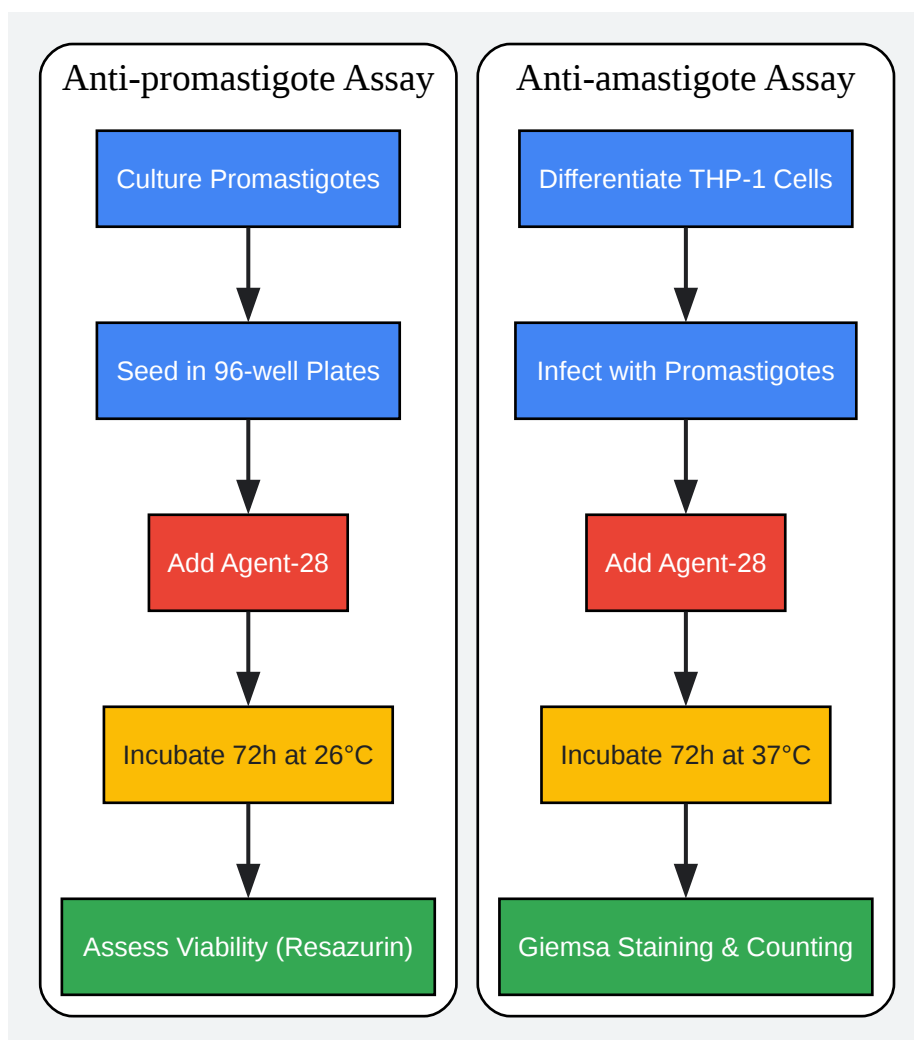 Anti-promastigote Assay
Culture Promastigotes
Seed in 96-well Plates
Add Agent-28
Incubate 72h at 26°C
Assess Viability (Resazurin)
Anti-amastigote Assay
Differentiate THP-1 Cells
Infect with Promastigotes
Add Agent-28
Incubate 72h at 37°C
Giemsa Staining & Counting